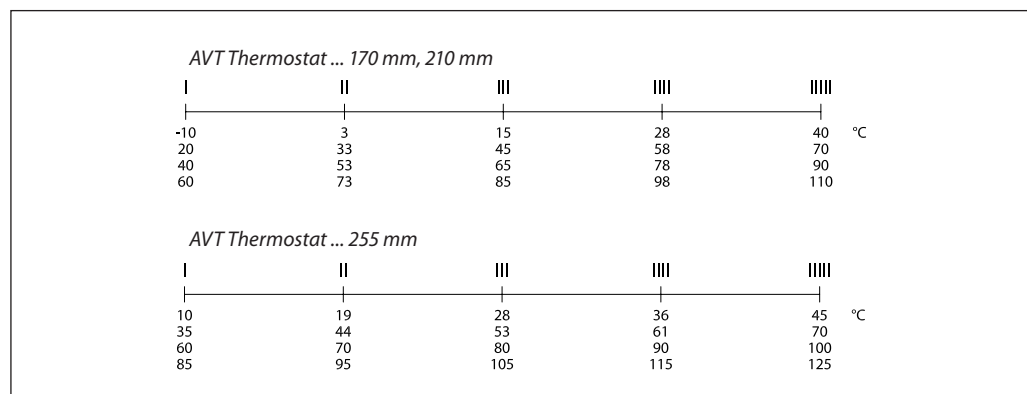 AVT Thermostat ... 170 mm, 210 mm
I II III IIII IIIII
-10 3 15 28 40 °C
20 33 45 58 70
40 53 65 78 90
60 73 85 98 110
AVT Thermostat ... 255 mm
I II III IIII IIIII
10 19 28 36 45 °C
35 44 53 61 70
60 70 80 90 100
85 95 105 115 125